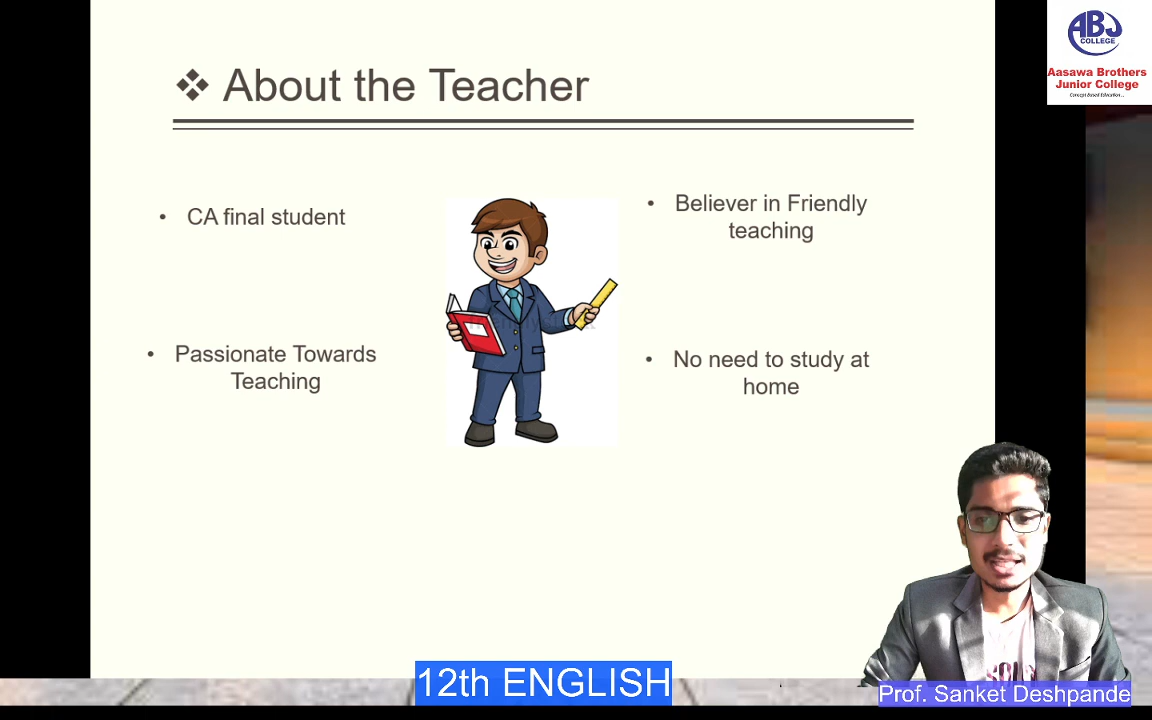 ABJ
COLLEGE
Aasawa Brothers
Junior College
Concept Based Education...
❖ About the Teacher
• CA final student
• Believer in Friendly
teaching
• Passionate Towards
Teaching
• No need to study at
home
12th ENGLISH
Prof. Sanket Deshpande